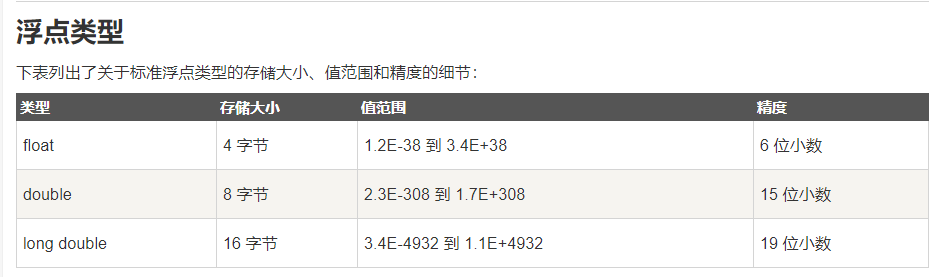 浮点类型
下表列出了关于标准浮点类型的存储大小、值范围和精度的细节：
类型 存储大小 值范围 精度
float 4 字节 1.2E-38 到 3.4E+38 6 位小数
double 8 字节 2.3E-308 到 1.7E+308 15 位小数
long double 16 字节 3.4E-4932 到 1.1E+4932 19 位小数